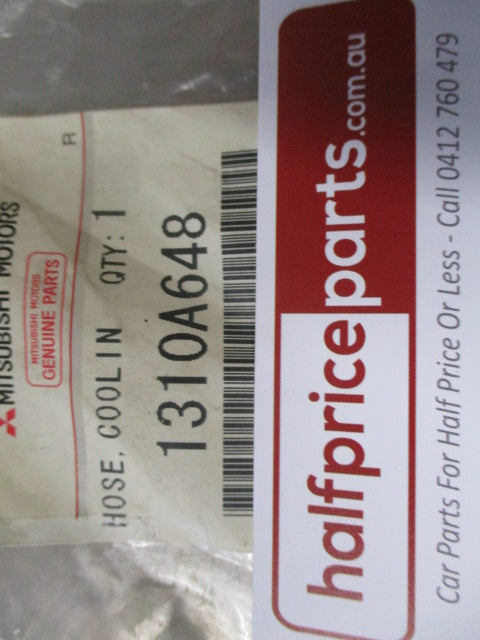 R
MITSUBISHI MOTORS
MITSUBISHI MOTORS
GENUINE PARTS
HOSE, COOLIN QTY: 1
1310A648
halfpriceparts.com.au
Car Parts For Half Price Or Less - Call 0412 760 479